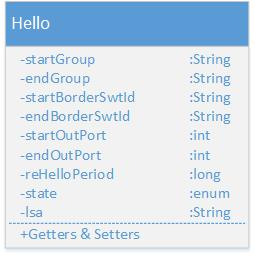 Hello
-startGroup :String
-endGroup :String
-startBorderSwtId :String
-endBorderSwtId :String
-startOutPort :int
-endOutPort :int
-reHelloPeriod :long
-state :enum
-lsa :String
+Getters & Setters